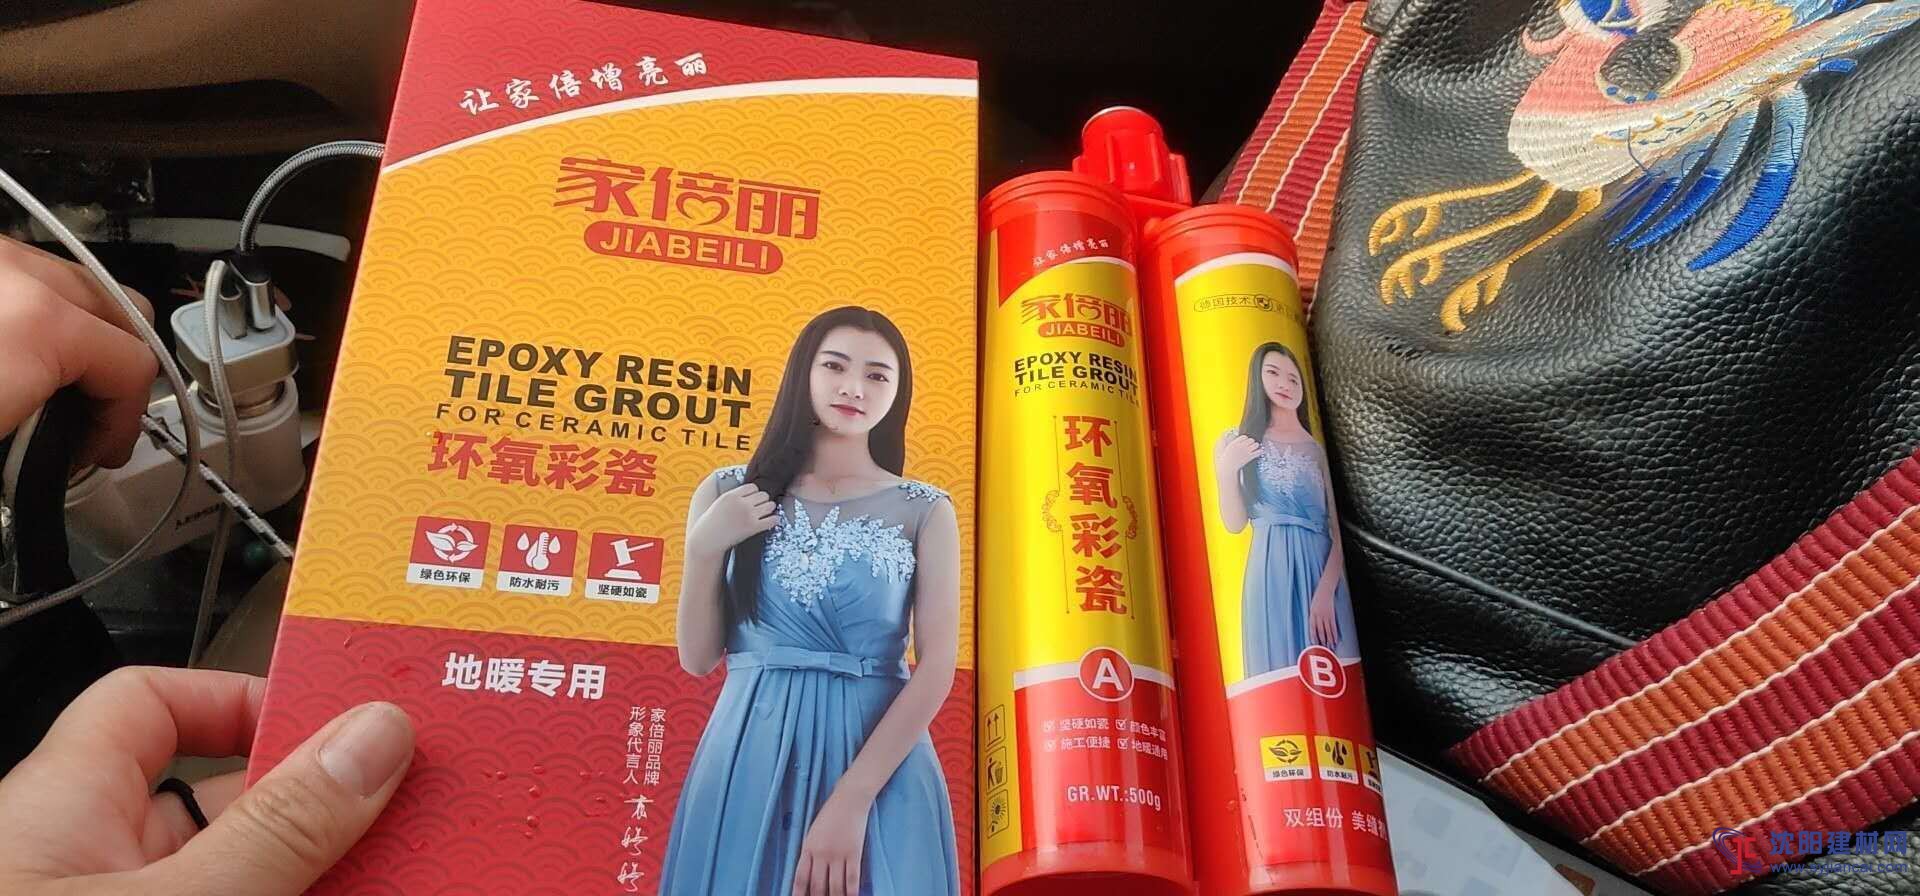 让家倍增亮丽
家倍丽
JIABEILI
EPOXY RESIN
TILE GROUT
FOR CERAMIC TILE
环氧彩瓷
绿色环保
防水耐污
坚硬如瓷
地暖专用
家倍丽品牌
形象代言人
让家倍增亮丽
家倍丽
JIABEILI
EPOXY RESIN
TILE GROUT
FOR CERAMIC TIL
环氧彩瓷
A
坚硬如瓷 颜色丰富
施工便捷 地暖通用
GR.WT.:500g
德国技术
B
绿色环保
防水耐污
双组份 美缝
沈阳建材网